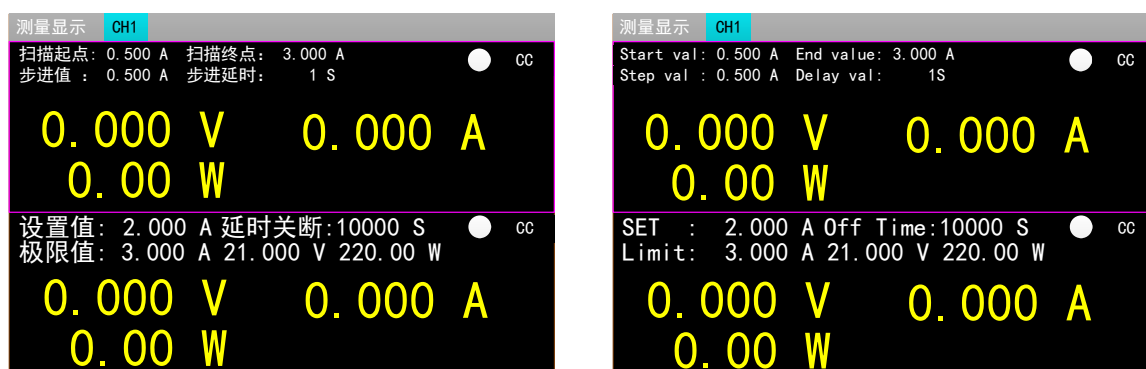 测量显示 CH1
扫描起点: 0.500 A 扫描终点: 3.000 A
步进值 : 0.500 A 步进延时: 1 S
CC
0.000 V 0.000 A
0.00 W
设置值: 2.000 A 延时关断:10000 S
CC
极限值: 3.000 A 21.000 V 220.00 W
0.000 V 0.000 A
0.00 W
测量显示 CH1
Start val: 0.500 A End value: 3.000 A
Step val : 0.500 A Delay val: 1S
CC
0.000 V 0.000 A
0.00 W
SET : 2.000 A Off Time:10000 S
CC
Limit: 3.000 A 21.000 V 220.00 W
0.000 V 0.000 A
0.00 W